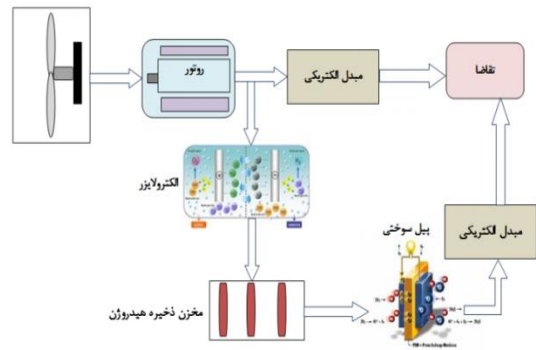 روتور
مبدل الکتریکی
تقاضا
الکترولایزر
پیل سوختی
مبدل الکتریکی
مخزن ذخیره هیدروژن